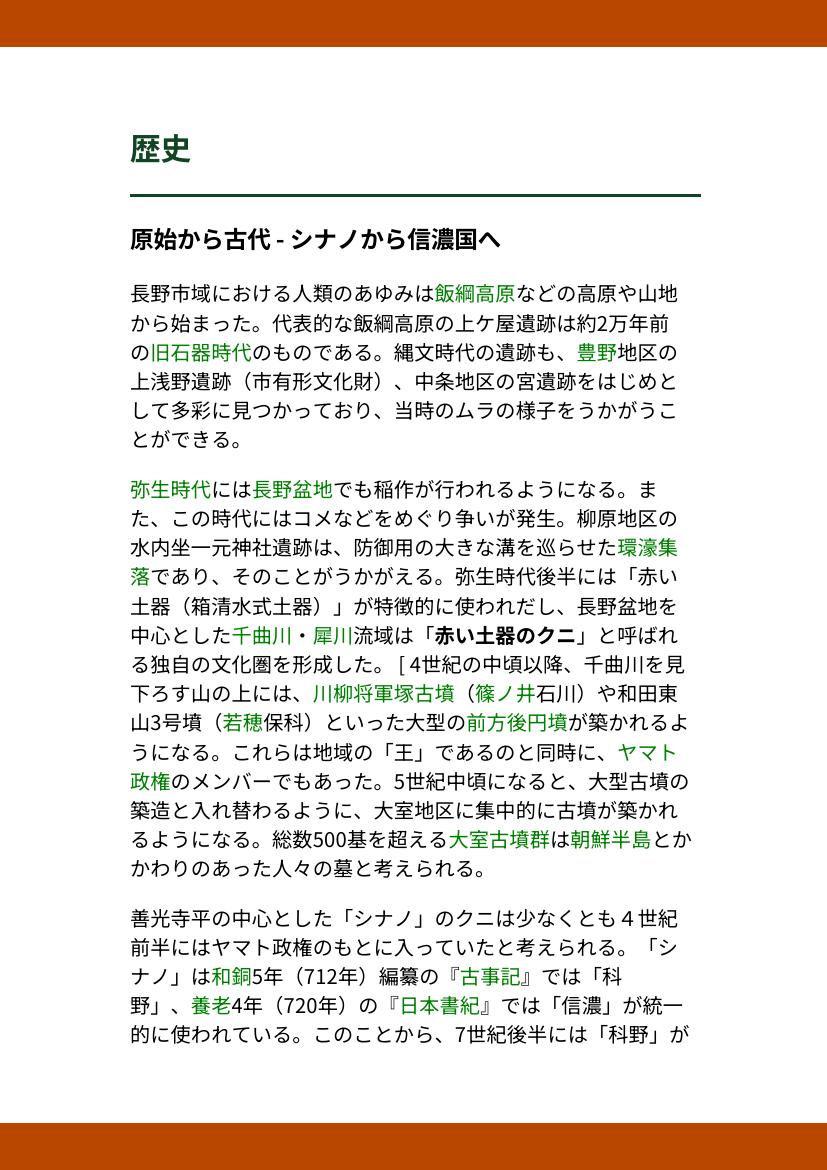 歴史
原始から古代 - シナノから信濃国へ
長野市域における人類のあゆみは飯綱高原などの高原や山地
から始まった。代表的な飯綱高原の上ケ屋遺跡は約2万年前
の旧石器時代のものである。縄文時代の遺跡も、豊野地区の
上浅野遺跡（市有形文化財）、中条地区の宮遺跡をはじめと
して多彩に見つかっており、当時のムラの様子をうかがうこ
とができる。
弥生時代には長野盆地でも稲作が行われるようになる。ま
た、この時代にはコメなどをめぐり争いが発生。柳原地区の
水内坐一元神社遺跡は、防御用の大きな溝を巡らせた環濠集
落であり、そのことがうかがえる。弥生時代後半には「赤い
土器（箱清水式土器）」が特徴的に使われだし、長野盆地を
中心とした千曲川・犀川流域は「赤い土器のクニ」と呼ばれ
る独自の文化圏を形成した。 [ 4世紀の中頃以降、千曲川を見
下ろす山の上には、川柳将軍塚古墳（篠ノ井石川）や和田東
山3号墳（若穂保科）といった大型の前方後円墳が築かれるよ
うになる。これらは地域の「王」であるのと同時に、ヤマト
政権のメンバーでもあった。5世紀中頃になると、大型古墳の
築造と入れ替わるように、大室地区に集中的に古墳が築かれ
るようになる。総数500基を超える大室古墳群は朝鮮半島とか
かわりのあった人々の墓と考えられる。
善光寺平の中心とした「シナノ」のクニは少なくとも４世紀
前半にはヤマト政権のもとに入っていたと考えられる。「シ
ナノ」は和銅5年（712年）編纂の『古事記』では「科
野」、養老4年（720年）の『日本書紀』では「信濃」が統一
的に使われている。このことから、7世紀後半には「科野」が